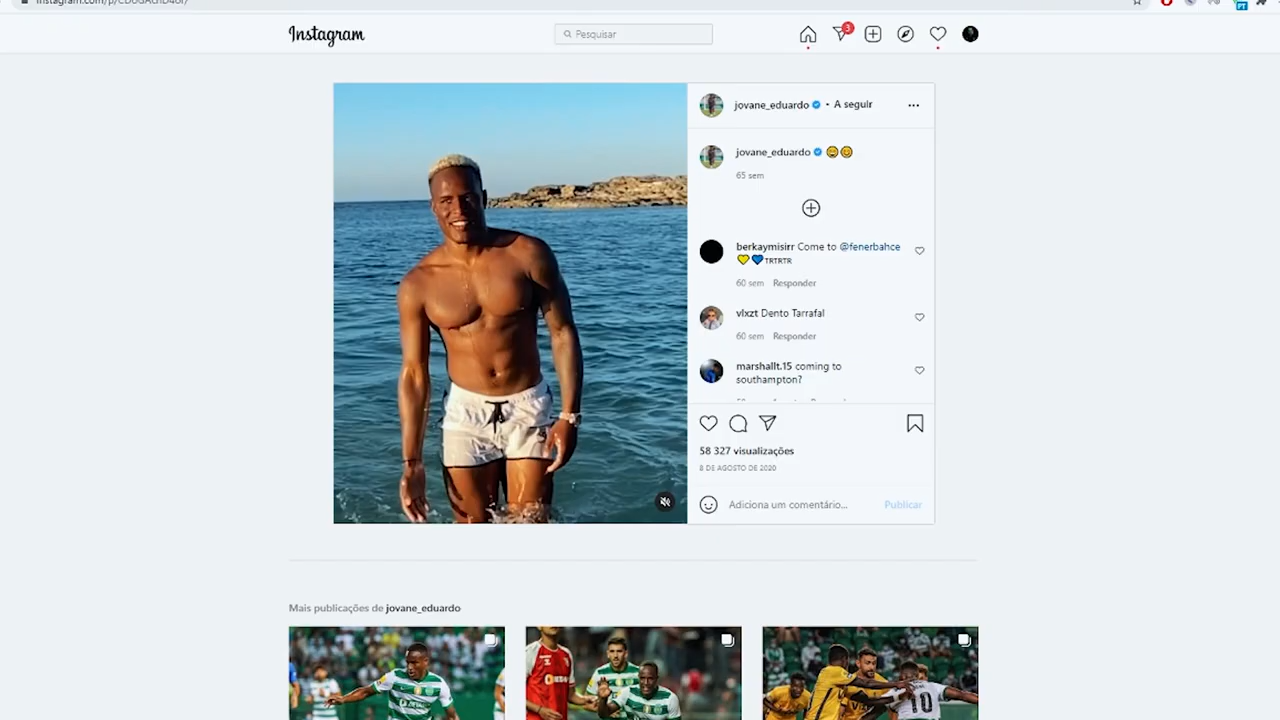 Instagram
Pesquisar
3
jovane_eduardo • A seguir
jovane_eduardo
65 sem
berkaymisirr Come to @fenerbahce
TRTRTR
60 sem Responder
vlxzt Dento Tarrafal
60 sem Responder
marshallt.15 coming to
southampton?
58 327 visualizações
8 DE AGOSTO DE 2020
Adiciona um comentário... Publicar
Mais publicações de jovane_eduardo
10